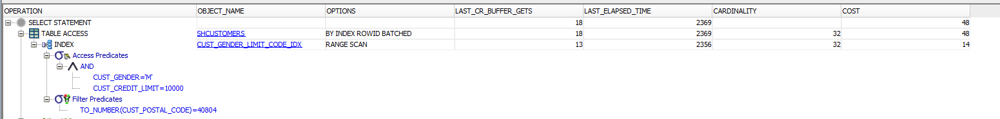 OPERATION OBJECT_NAME OPTIONS LAST_CR_BUFFER_GETS LAST_ELAPSED_TIME CARDINALITY COST
SELECT STATEMENT 18 2369 48
TABLE ACCESS SHCUSTOMERS BY INDEX ROWID BATCHED 18 2369 32 48
INDEX CUST_GENDER_LIMIT_CODE_IDX RANGE SCAN 13 2356 32 14
Access Predicates
AND
CUST_GENDER='M'
CUST_CREDIT_LIMIT=10000
Filter Predicates
TO_NUMBER(CUST_POSTAL_CODE)=40804